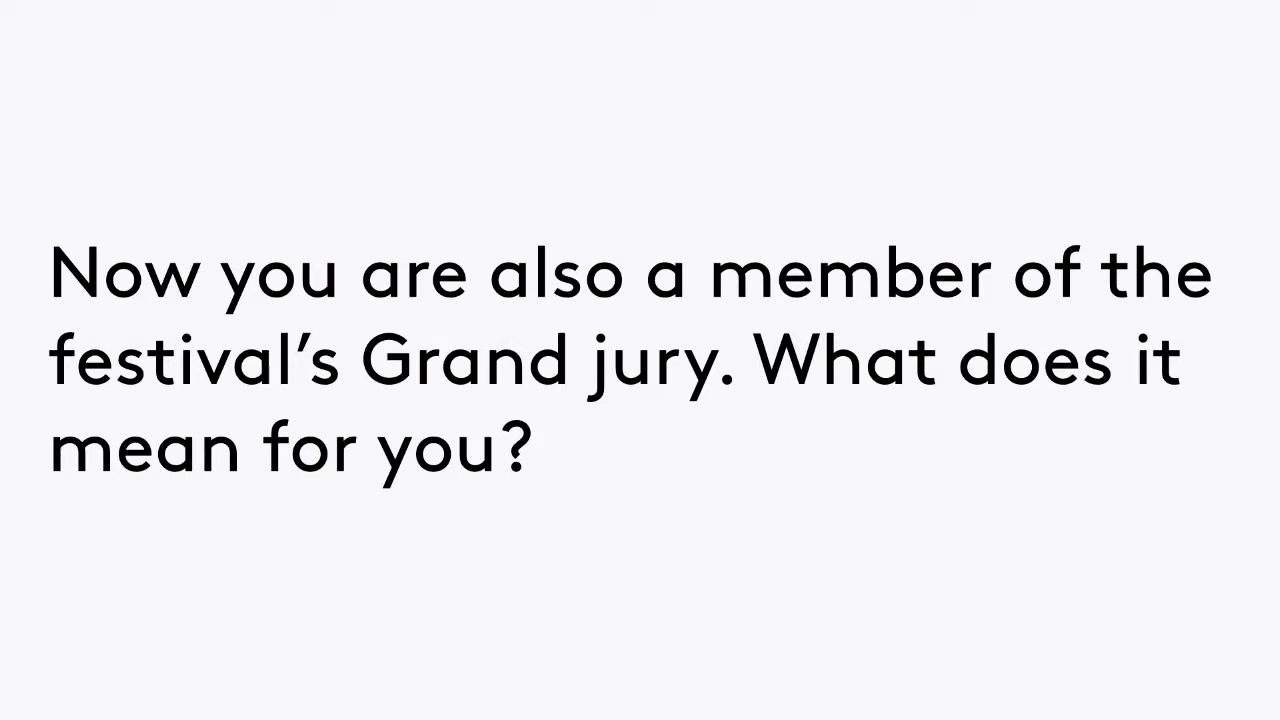 Now you are also a member of the
festival’s Grand jury. What does it
mean for you?